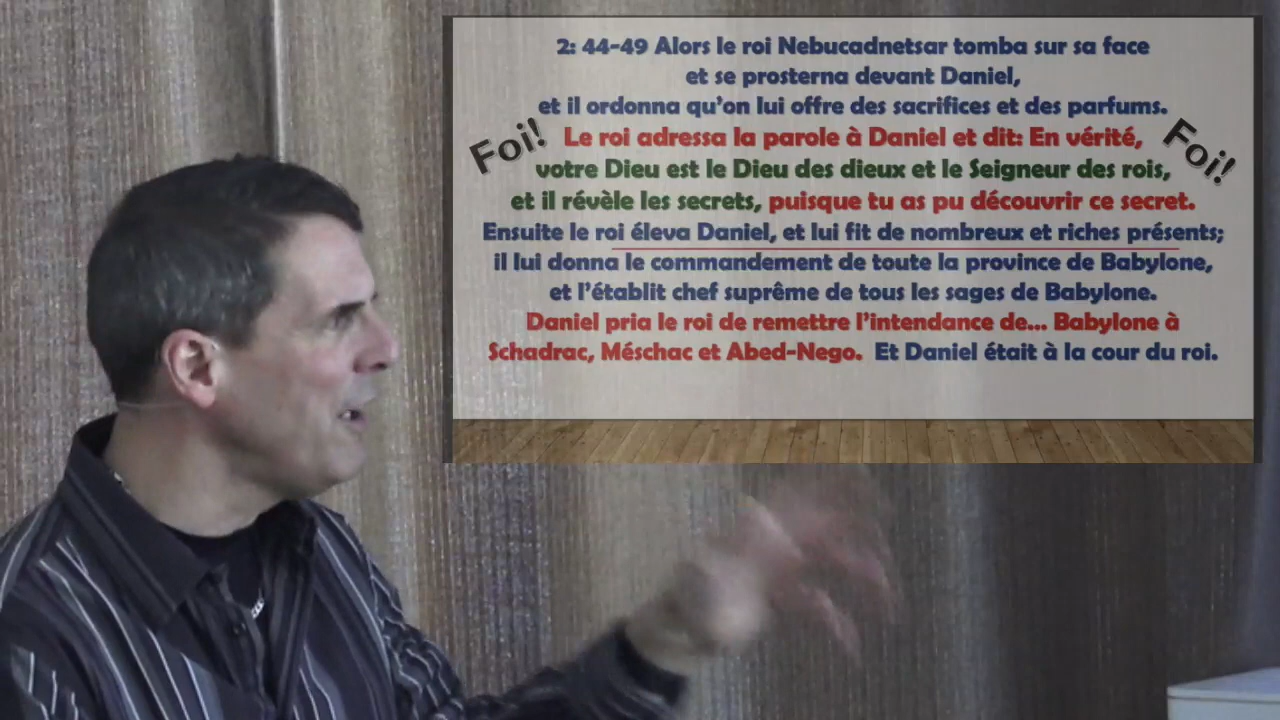 2: 44-49 Alors le roi Nebucadnetsar tomba sur sa face
et se prosterna devant Daniel,
et il ordonna qu'on lui offre des sacrifices et des parfums.
Foi! Le roi adressa la parole à Daniel et dit: En vérité, Foi!
votre Dieu est le Dieu des dieux et le Seigneur des rois,
et il révèle les secrets, puisque tu as pu découvrir ce secret.
Ensuite le roi éleva Daniel, et lui fit de nombreux et riches présents;
il lui donna le commandement de toute la province de Babylone,
et l'établit chef suprême de tous les sages de Babylone.
Daniel pria le roi de remettre l'intendance de... Babylone à
Schadrac, Méschac et Abed-Nego. Et Daniel était à la cour du roi.